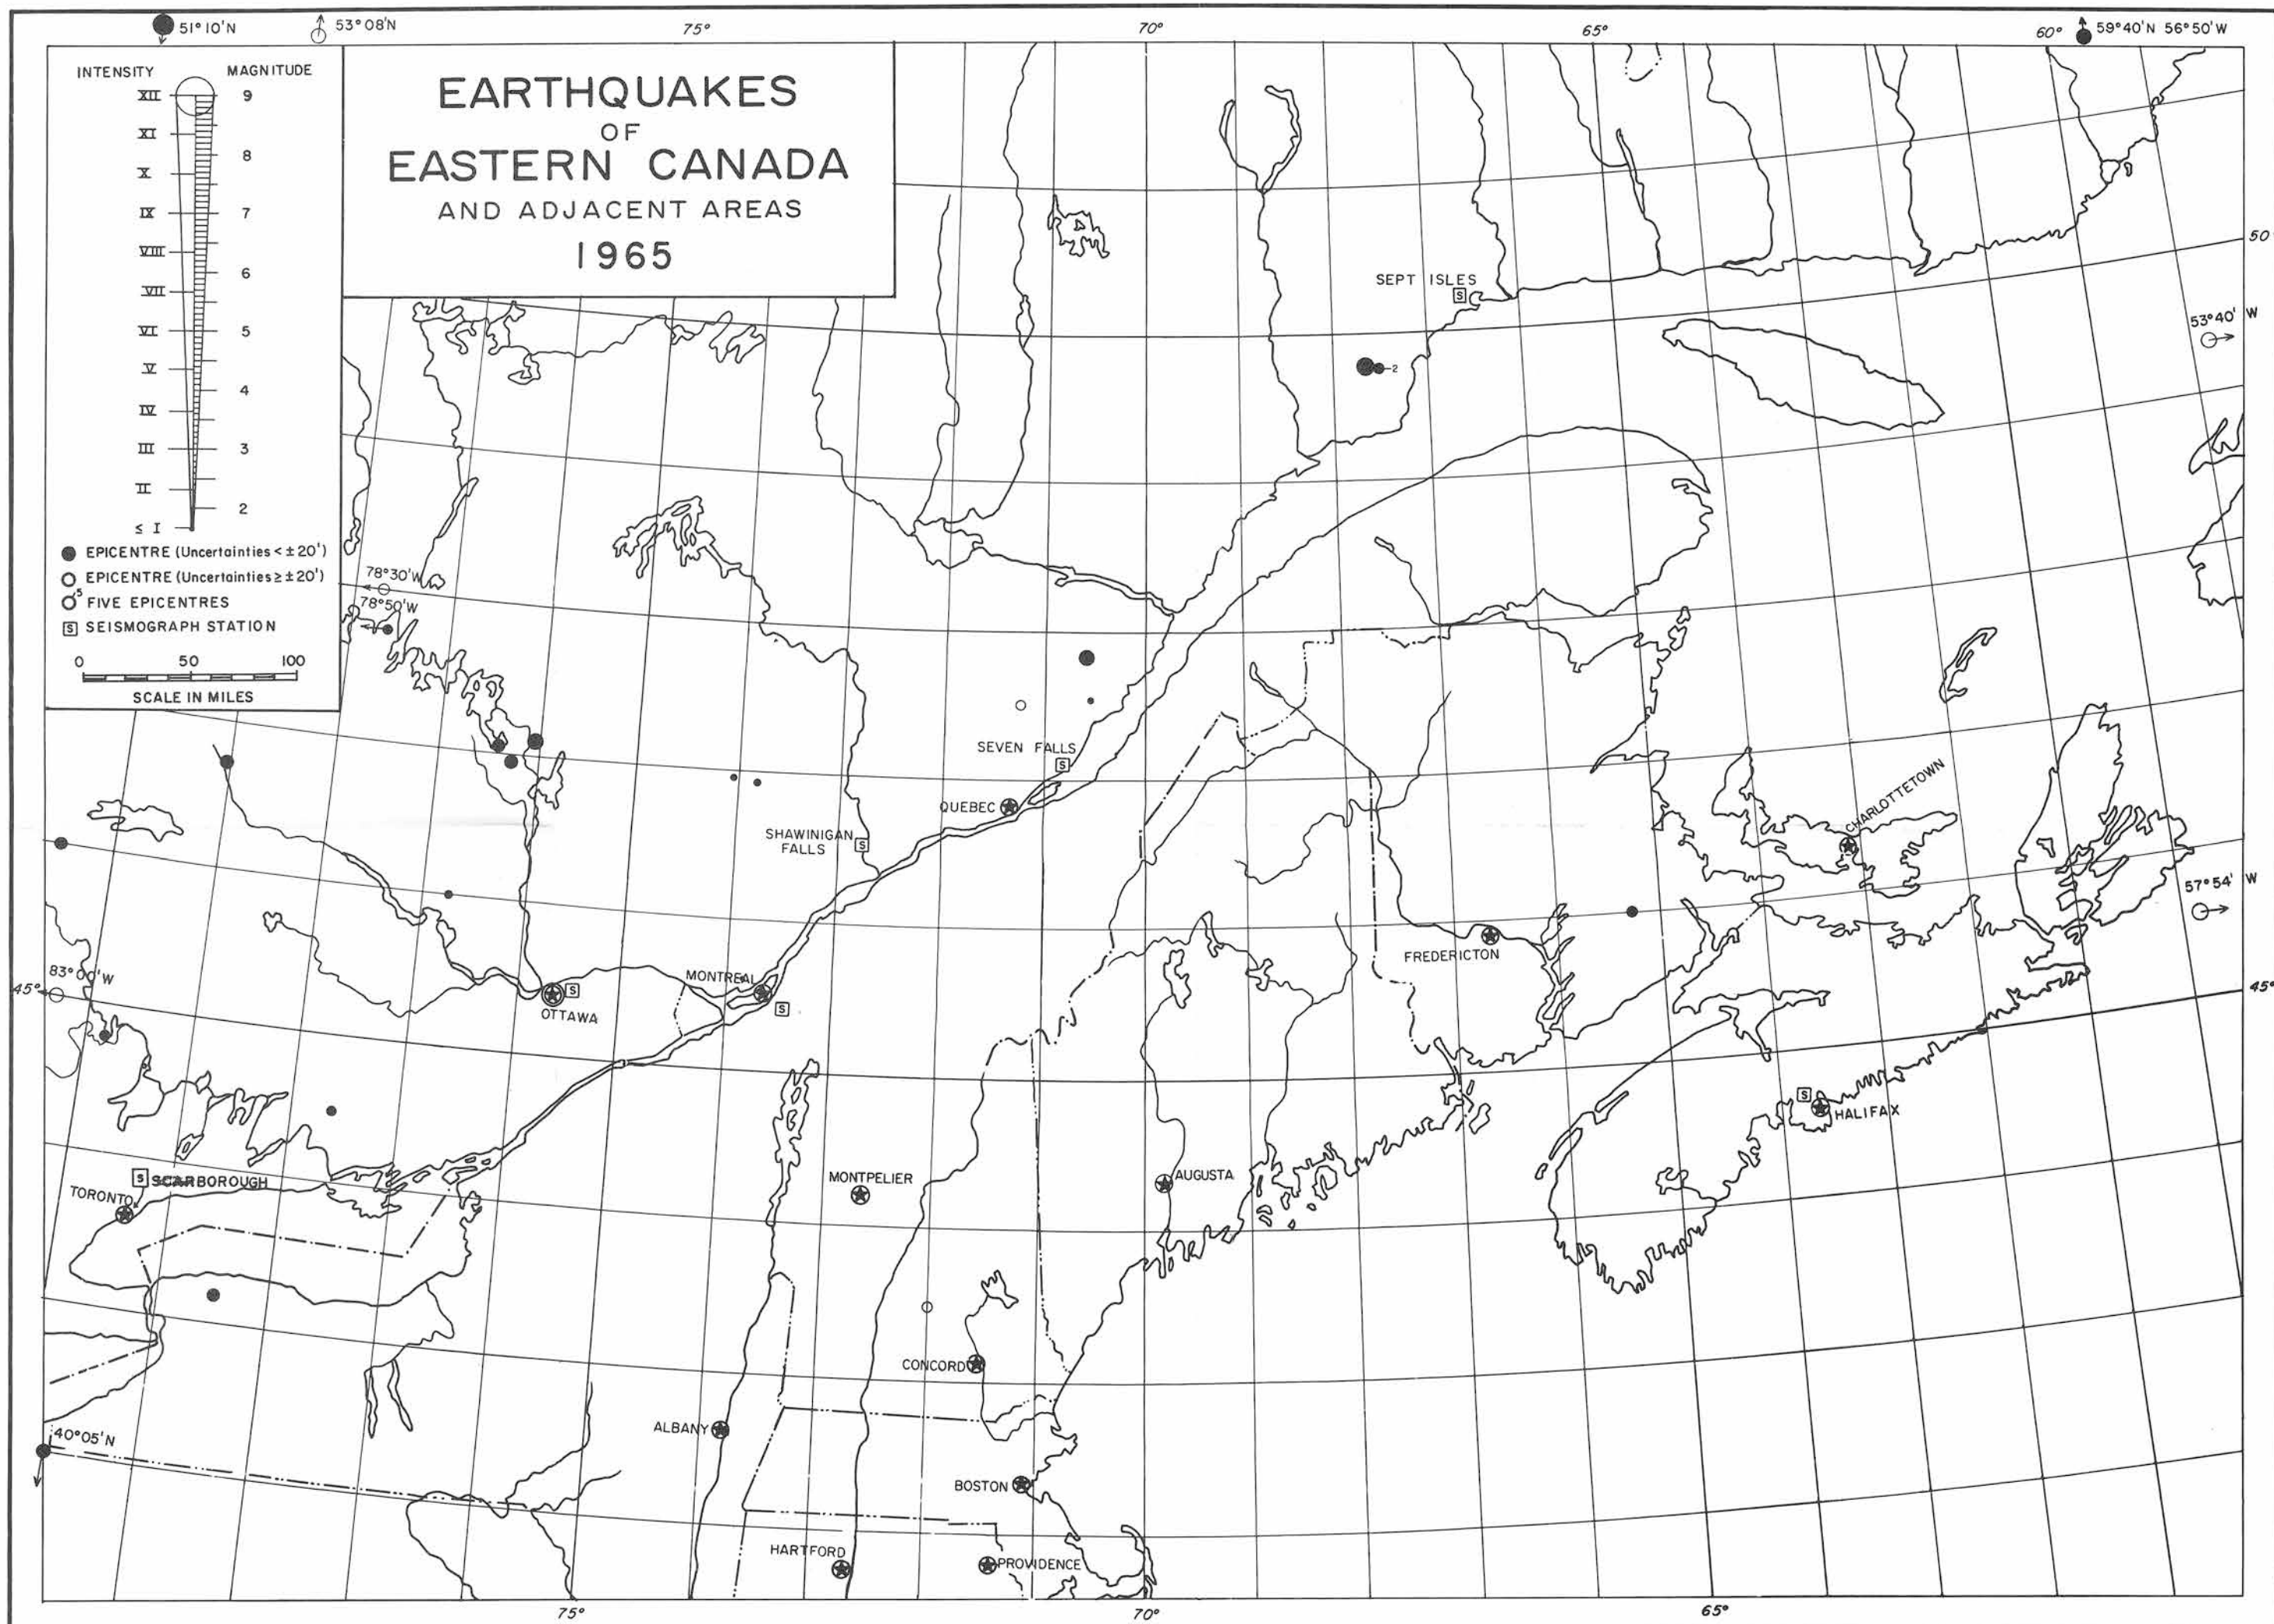 51° 10'N
53° 08'N
75°
70°
65°
60°
59° 40'N 56° 50'W
EARTHQUAKES
OF
EASTERN CANADA
AND ADJACENT AREAS
1965
INTENSITY MAGNITUDE
XII 9
XI
8
X
IX 7
VIII
6
VII
VI 5
V
4
IV
III 3
II
2
≤ I
EPICENTRE (Uncertainties < ± 20')
EPICENTRE (Uncertainties ≥ ± 20')
5
FIVE EPICENTRES
S SEISMOGRAPH STATION
0 50 100
SCALE IN MILES
50°
SEPT ISLES
S
53° 40' W
2
78° 30'W
78° 50'W
SEVEN FALLS
S
QUEBEC
SHAWINIGAN
FALLS
S
CHARLOTTETOWN
57° 54' W
FREDERICTON
83° 00'W
45°
MONTREAL
S
S
OTTAWA
45°
S
HALIFAX
S SCARBOROUGH
TORONTO
MONTPELIER
AUGUSTA
CONCORD
ALBANY
40° 05'N
BOSTON
HARTFORD
PROVIDENCE
75°
70°
65°